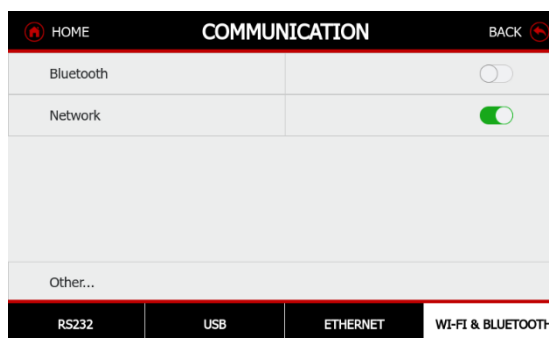 HOME COMMUNICATION BACK
Bluetooth
Network
Other...
RS232 USB ETHERNET WI-FI & BLUETOOTH